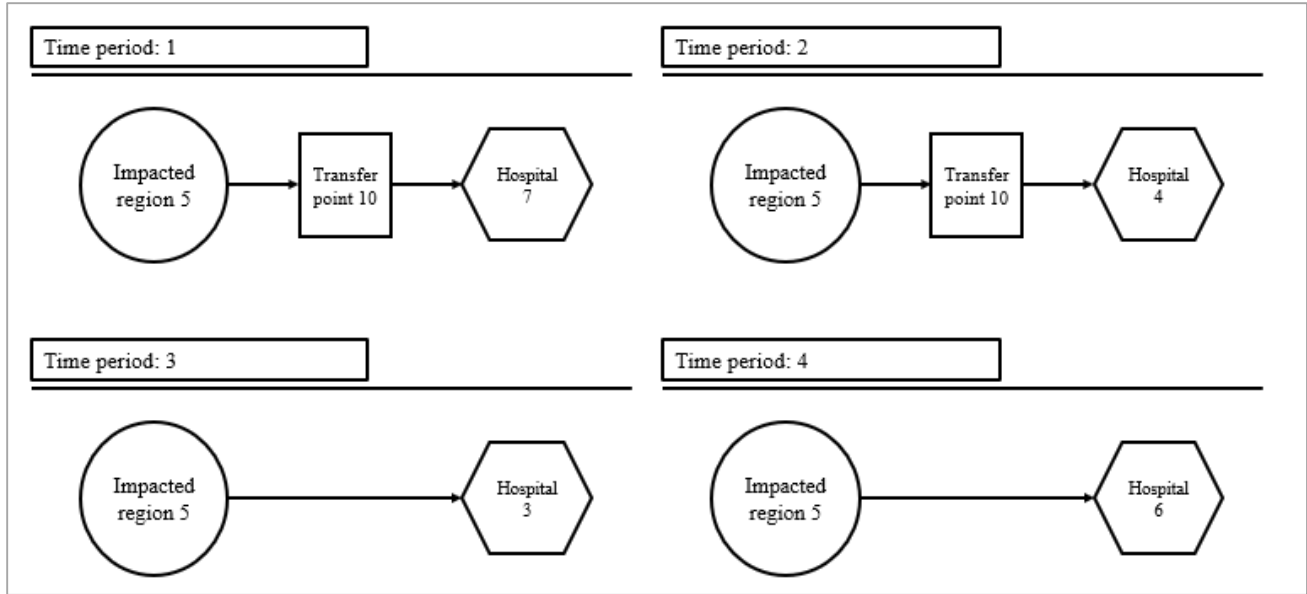 Time period: 1
Impacted
region 5
Transfer
point 10
Hospital
7
Time period: 2
Impacted
region 5
Transfer
point 10
Hospital
4
Time period: 3
Impacted
region 5
Hospital
3
Time period: 4
Impacted
region 5
Hospital
6